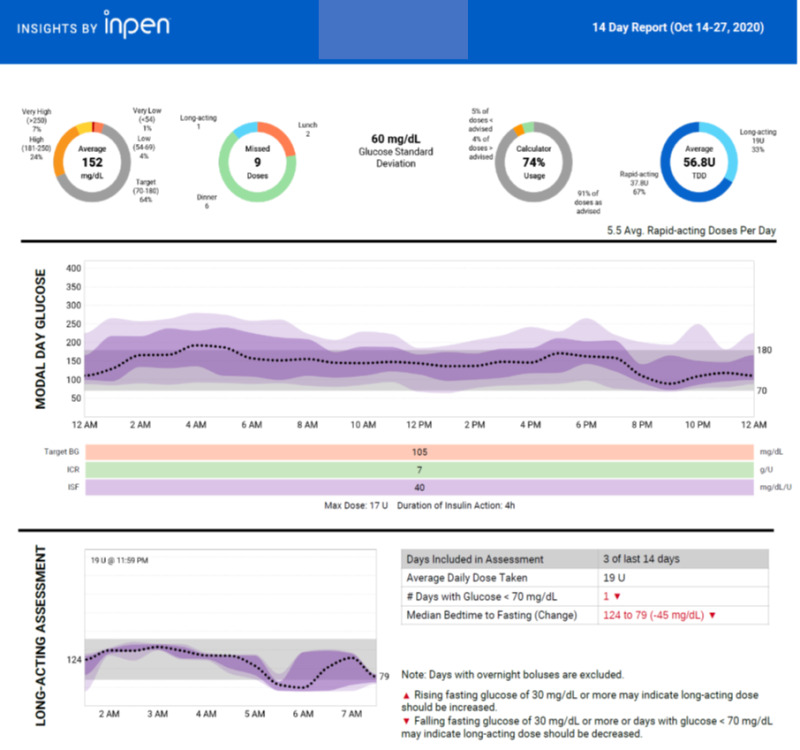 INSIGHTS BY inpen
14 Day Report (Oct 14-27, 2020)
Very High
(>250)
7%
High
(181-250)
24%
Average
152
mg/dL
Very Low
(<54)
1%
Low
(54-69)
4%
Target
(70-180)
64%
Long-acting
1
Missed
9
Doses
Lunch
2
Dinner
6
60 mg/dL
Glucose Standard
Deviation
5% of
doses <
advised
4% of
doses >
advised
Calculator
74%
Usage
91% of
doses as
advised
Average
56.8U
TDD
Long-acting
19U
33%
Rapid-acting
37.8U
67%
5.5 Avg. Rapid-acting Doses Per Day
MODAL DAY GLUCOSE
400
350
300
250
200
150
100
50
180
70
12 AM 2 AM 4 AM 6 AM 8 AM 10 AM 12 PM 2 PM 4 PM 6 PM 8 PM 10 PM 12 AM
Target BG 105 mg/dL
ICR 7 g/U
ISF 40 mg/dL/U
Max Dose: 17 U Duration of Insulin Action: 4h
LONG-ACTING ASSESSMENT
19 U @ 11:59 PM
124
79
2 AM 3 AM 4 AM 5 AM 6 AM 7 AM
Days Included in Assessment 3 of last 14 days
Average Daily Dose Taken 19 U
# Days with Glucose < 70 mg/dL 1 ▼
Median Bedtime to Fasting (Change) 124 to 79 (-45 mg/dL) ▼
Note: Days with overnight boluses are excluded.
▲ Rising fasting glucose of 30 mg/dL or more may indicate long-acting dose
should be increased.
▼ Falling fasting glucose of 30 mg/dL or more or days with glucose < 70 mg/dL
may indicate long-acting dose should be decreased.